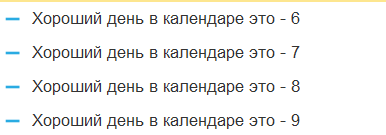 Хороший день в календаре это - 6
Хороший день в календаре это - 7
Хороший день в календаре это - 8
Хороший день в календаре это - 9